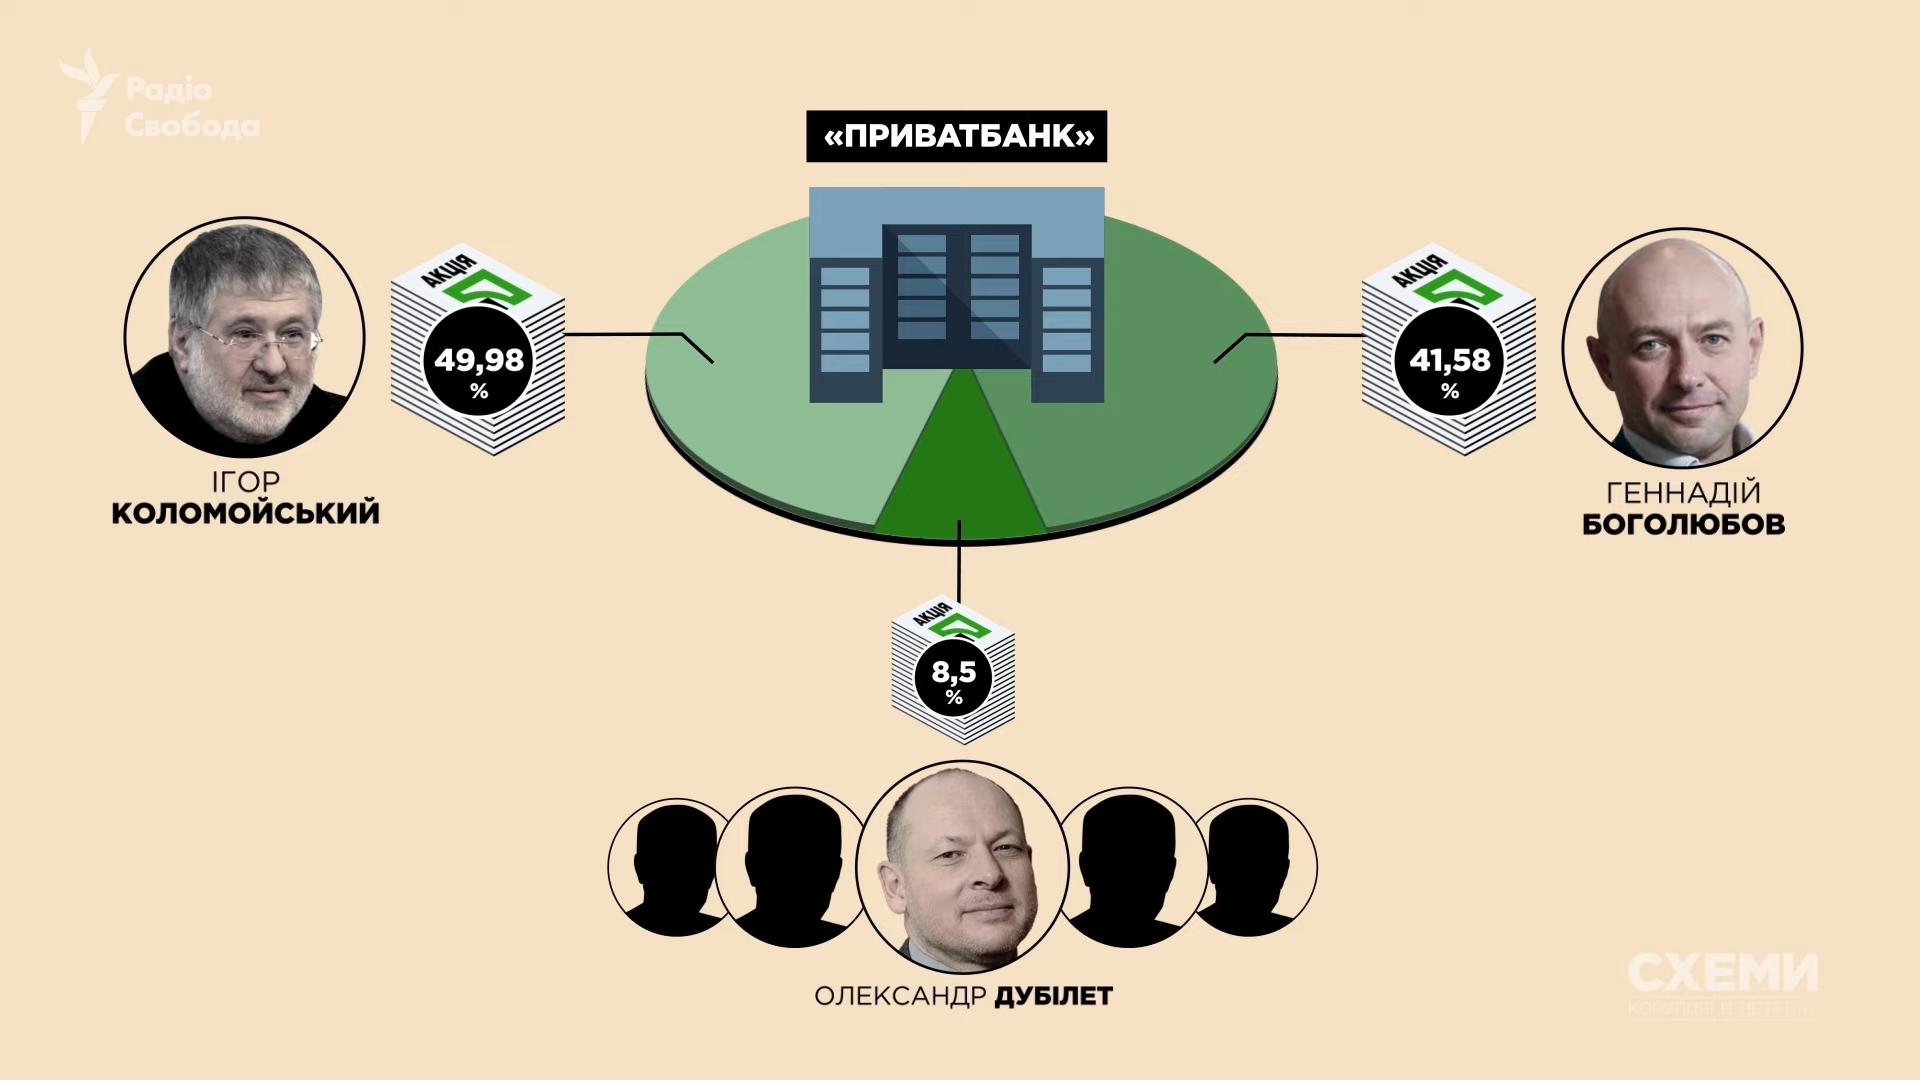 Радіо
Свобода
«ПРИВАТБАНК»
АКЦІЯ
49,98
%
АКЦІЯ
41,58
%
ІГОР
КОЛОМОЙСЬКИЙ
ГЕННАДІЙ
БОГОЛЮБОВ
АКЦІЯ
8,5
%
ОЛЕКСАНДР ДУБІЛЕТ
СХЕМИ